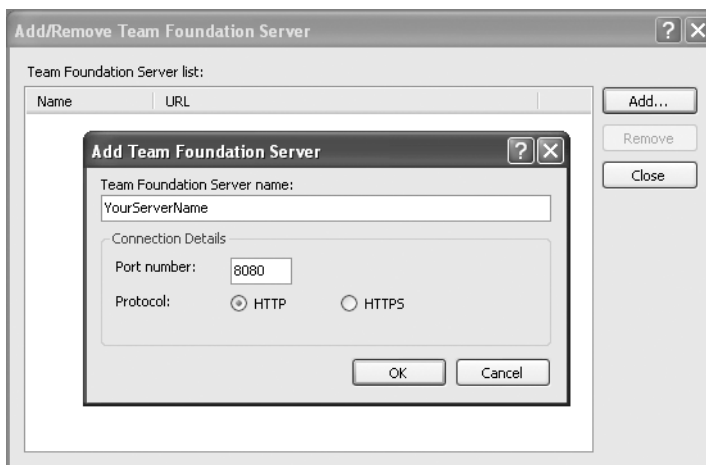 Add/Remove Team Foundation Server
Team Foundation Server list:
Name URL
Add...
Remove
Close
Add Team Foundation Server
Team Foundation Server name:
YourServerName
Connection Details
Port number: 8080
Protocol: HTTP HTTPS
OK Cancel